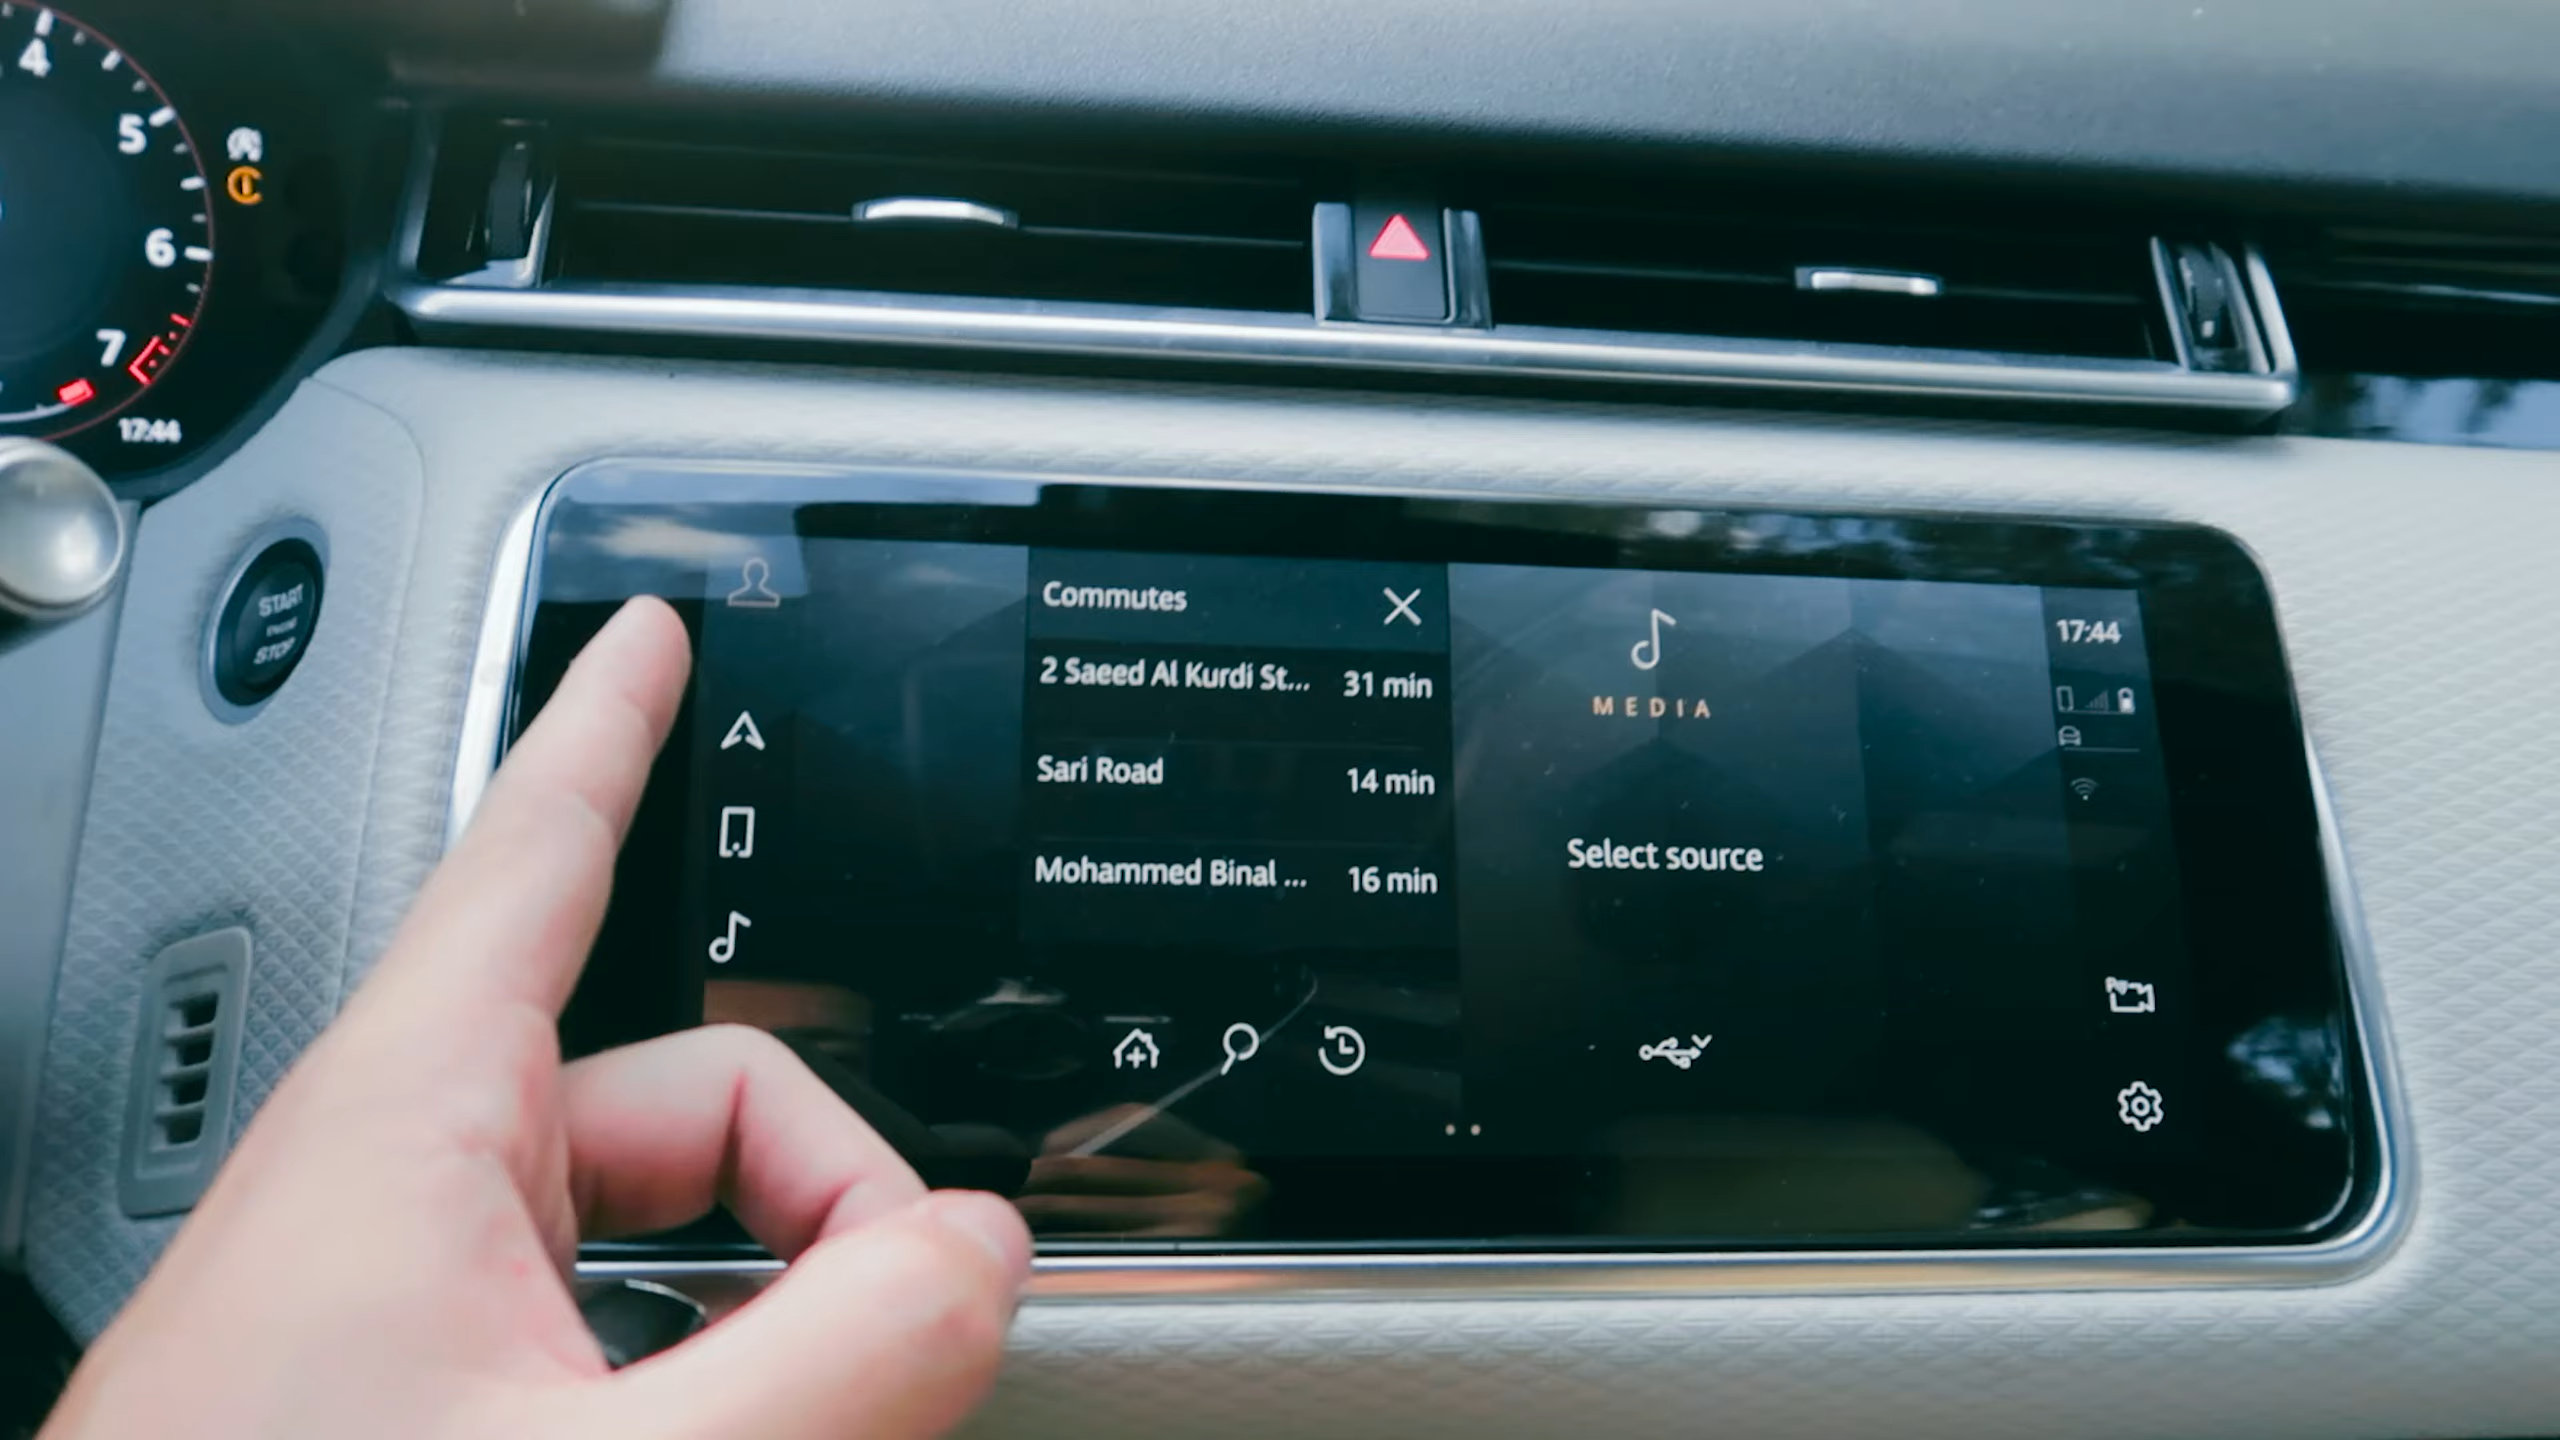 4
5
6
7
17:44
START
ENGINE
STOP
Commutes
2 Saeed Al Kurdi St... 31 min
Sari Road 14 min
Mohammed Binal ... 16 min
MEDIA
Select source
17:44